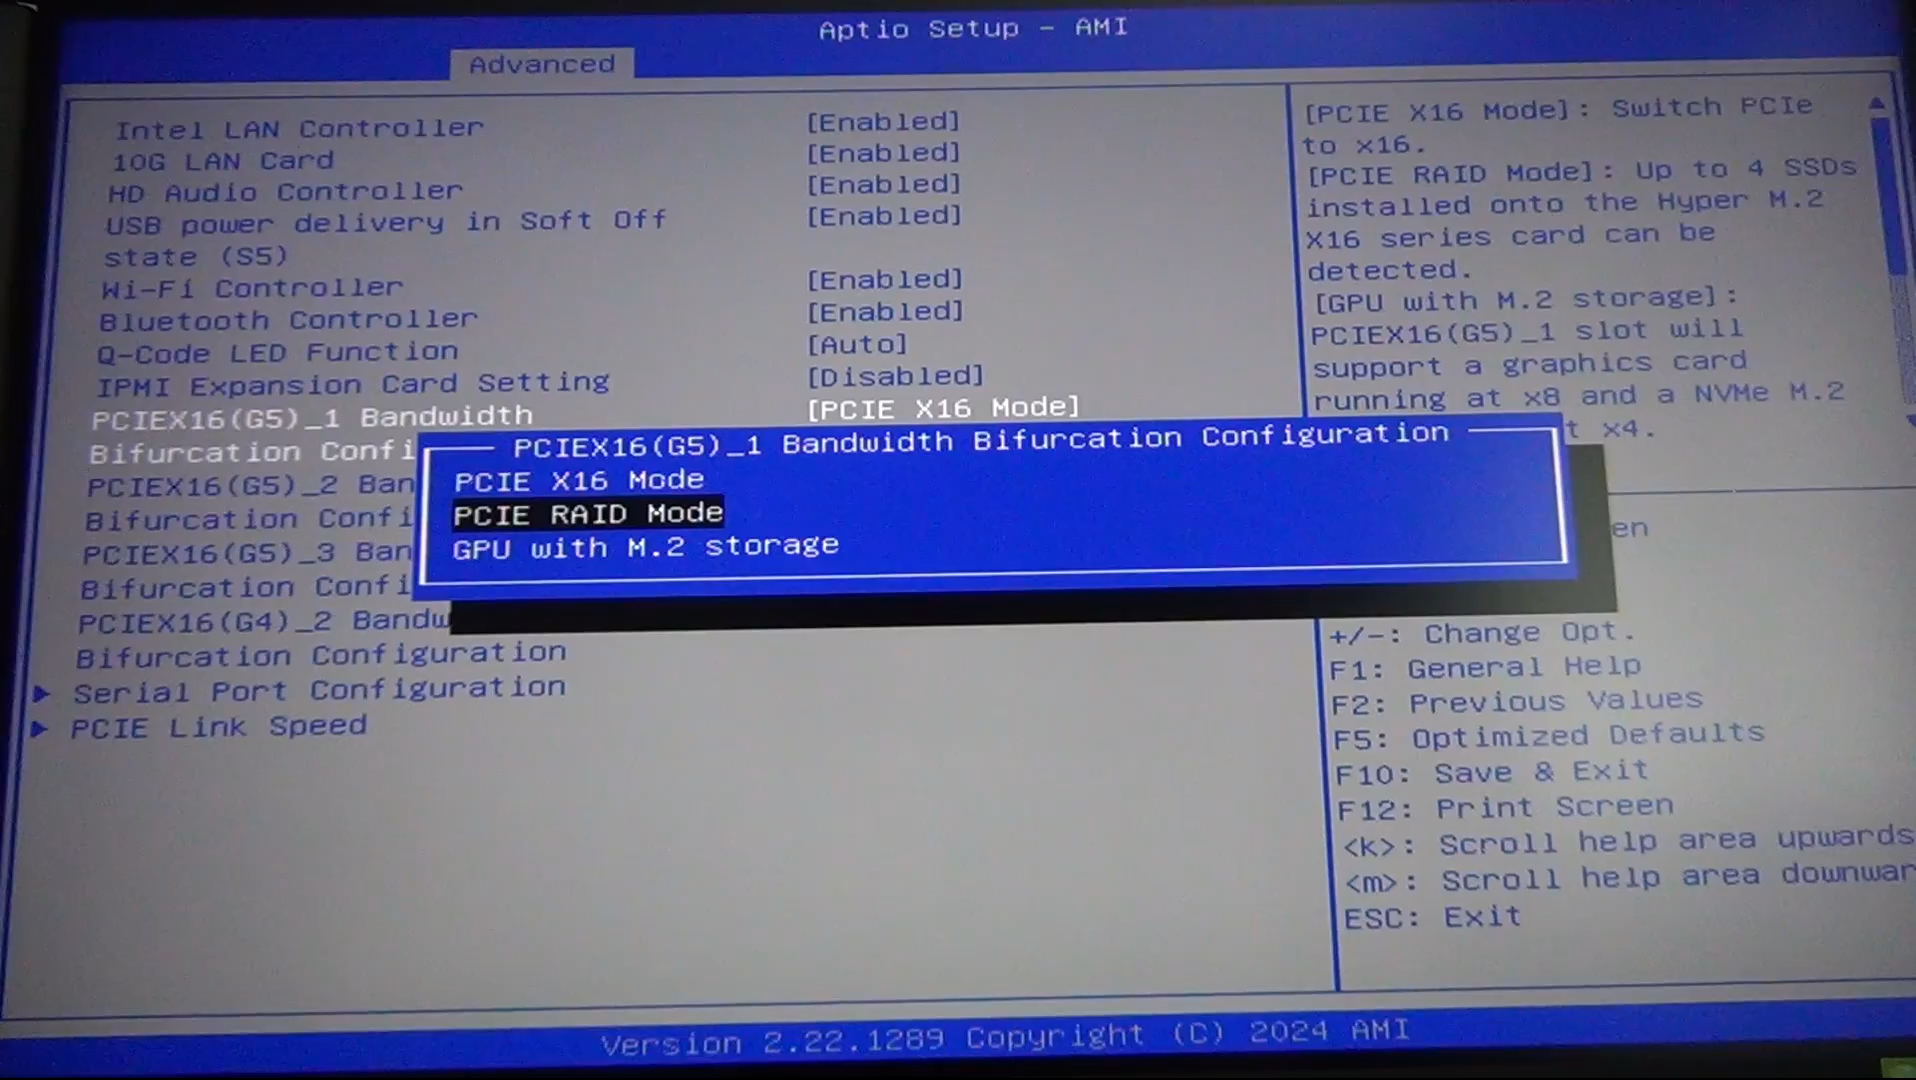 Aptio Setup - AMI
Advanced
Intel LAN Controller [Enabled]
10G LAN Card [Enabled]
HD Audio Controller [Enabled]
USB power delivery in Soft Off [Enabled]
state (S5)
Wi-Fi Controller [Enabled]
Bluetooth Controller [Enabled]
Q-Code LED Function [Auto]
IPMI Expansion Card Setting [Disabled]
PCIEX16(G5)_1 Bandwidth [PCIE X16 Mode]
Bifurcation Confi
PCIEX16(G5)_2 Ban
Bifurcation Confi
PCIEX16(G5)_3 Ban
Bifurcation Confi
PCIEX16(G4)_2 Bandw
Bifurcation Configuration
Serial Port Configuration
PCIE Link Speed
PCIEX16(G5)_1 Bandwidth Bifurcation Configuration
PCIE X16 Mode
PCIE RAID Mode
GPU with M.2 storage
[PCIE X16 Mode]: Switch PCIe
to x16.
[PCIE RAID Mode]: Up to 4 SSDs
installed onto the Hyper M.2
X16 series card can be
detected.
[GPU with M.2 storage]:
PCIEX16(G5)_1 slot will
support a graphics card
running at x8 and a NVMe M.2
t x4.
en
+/-: Change Opt.
F1: General Help
F2: Previous Values
F5: Optimized Defaults
F10: Save & Exit
F12: Print Screen
<k>: Scroll help area upwards
<m>: Scroll help area downwar
ESC: Exit
Version 2.22.1289 Copyright (C) 2024 AMI